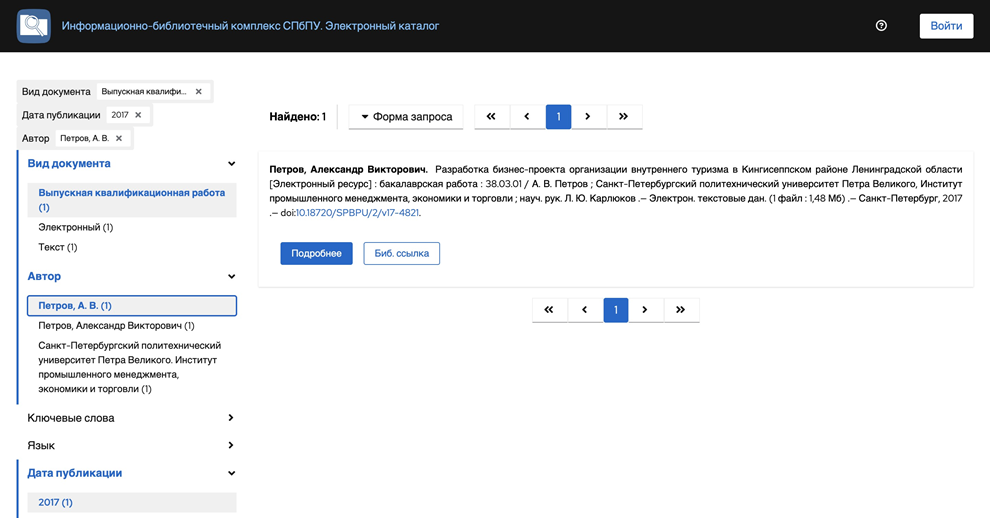 Информационно-библиотечный комплекс СПбПУ. Электронный каталог
Войти
Вид документа Выпускная квалифи...
Дата публикации 2017
Автор Петров, А. В.
Вид документа
Выпускная квалификационная работа
(1)
Электронный (1)
Текст (1)
Автор
Петров, А. В. (1)
Петров, Александр Викторович (1)
Санкт-Петербургский политехнический
университет Петра Великого. Институт
промышленного менеджмента,
экономики и торговли (1)
Ключевые слова
Язык
Дата публикации
2017 (1)
Найдено: 1
Форма запроса
1
Петров, Александр Викторович. Разработка бизнес-проекта организации внутреннего туризма в Кингисеппском районе Ленинградской области
[Электронный ресурс] : бакалаврская работа : 38.03.01 / А. В. Петров ; Санкт-Петербургский политехнический университет Петра Великого, Институт
промышленного менеджмента, экономики и торговли ; науч. рук. Л. Ю. Карлюков .— Электрон. текстовые дан. (1 файл : 1,48 Мб) .— Санкт-Петербург, 2017
.— doi:10.18720/SPBPU/2/v17-4821.
Подробнее
Биб. ссылка
1